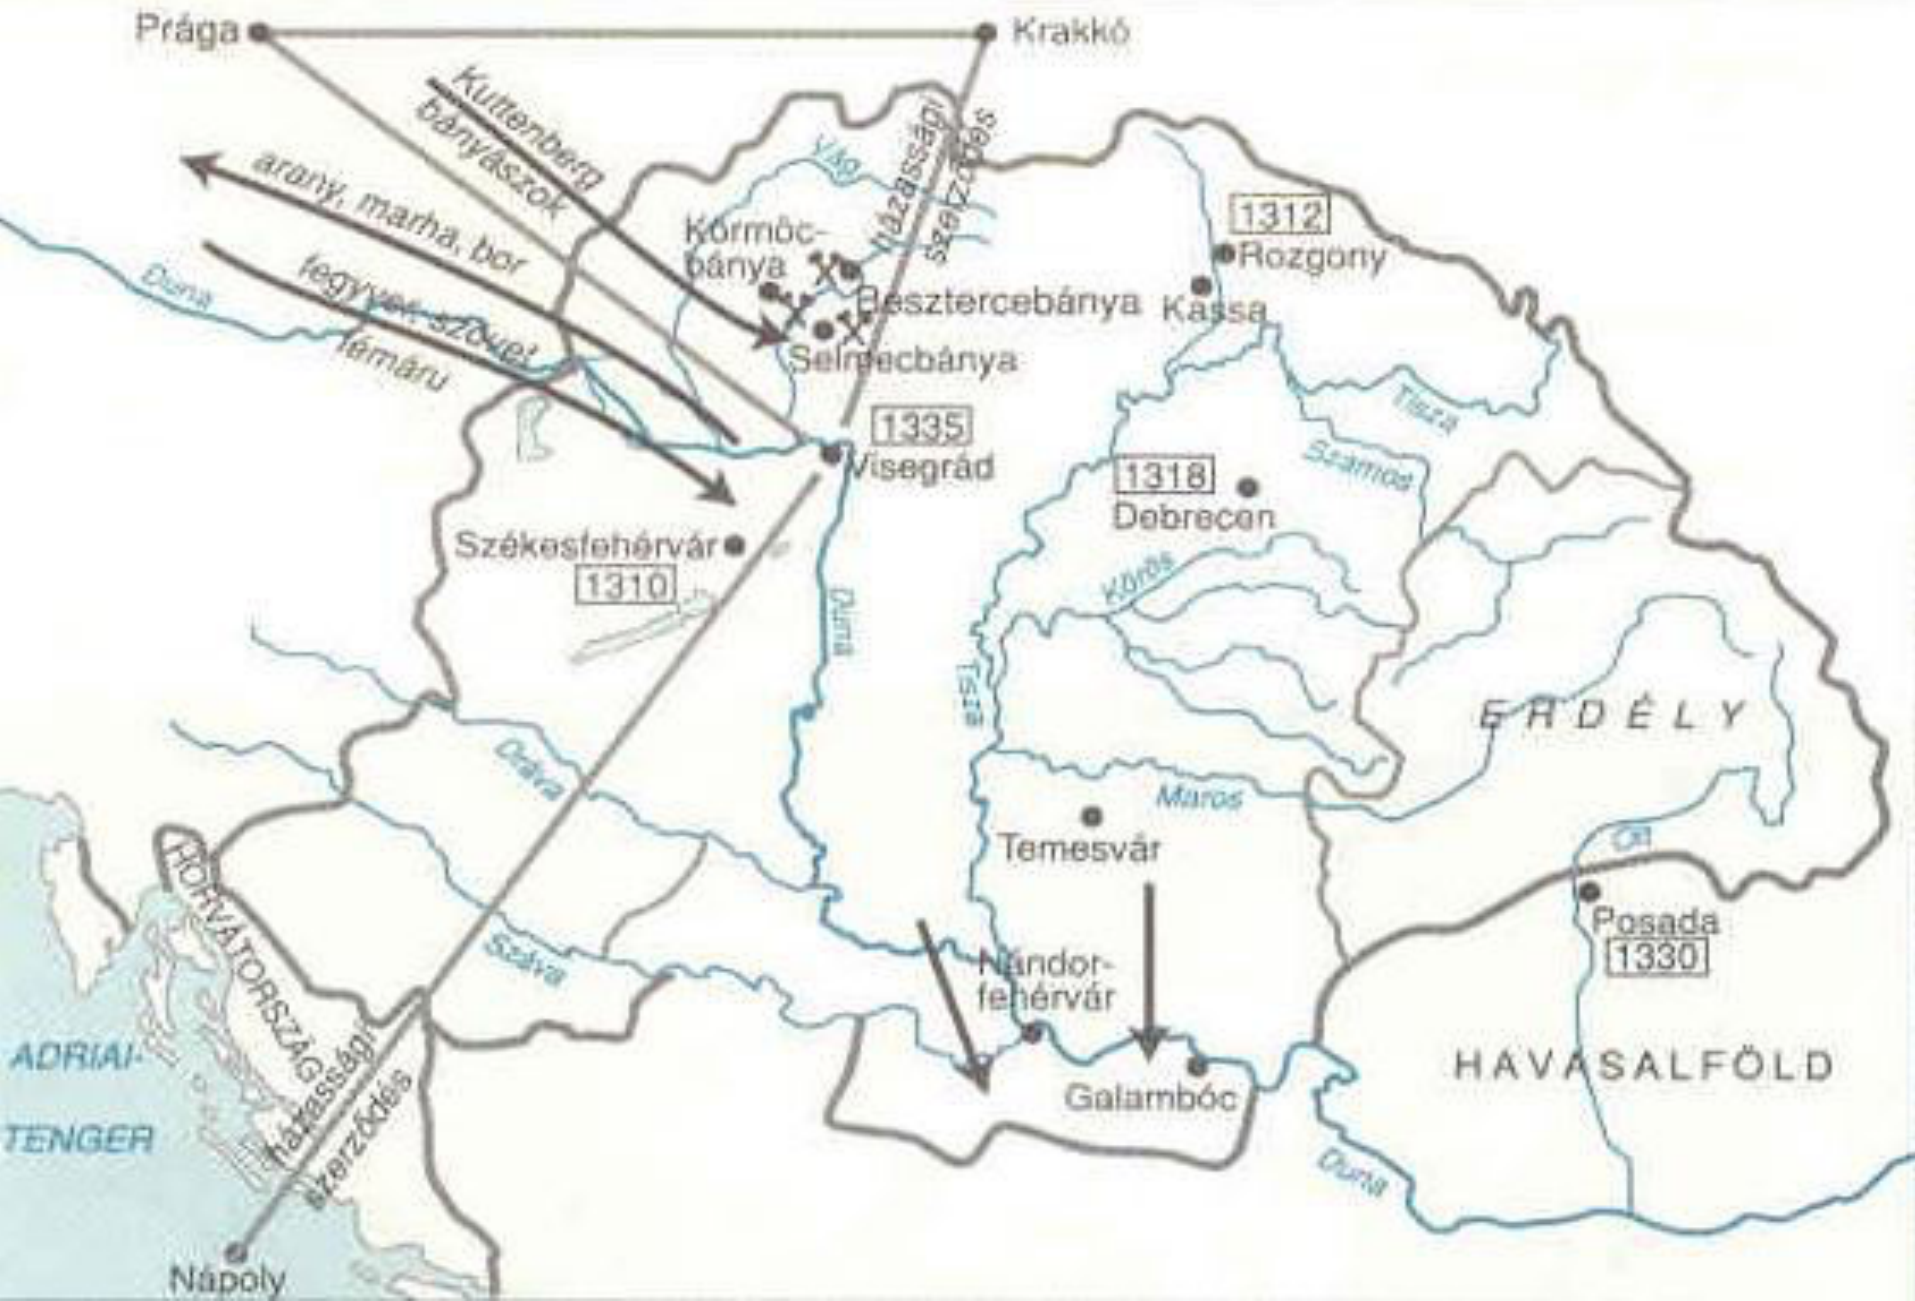 Prága
Krakkó
Kuttenberg
bányászok
házassági
szerződés
Vág
arany, marha, bor
1312
Rozgony
Körmöc-
bánya
Besztercebánya
Kassa
Duna
fegyver, szövet
fémáru
Selmecbánya
Tisza
1335
Visegrád
Szamos
1318
Debrecen
Székesfehérvár
1310
Körös
Duna
Tisza
ERDÉLY
Dráva
Maros
Temesvár
Olt
HORVÁTORSZÁG
Posada
1330
Száva
Nándor-
fehérvár
ADRIAI-
TENGER
HAVASALFÖLD
Galambóc
házassági
szerződés
Duna
Nápoly